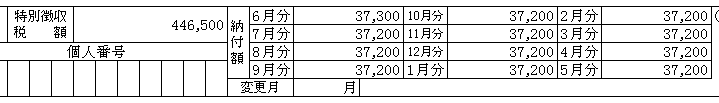 特別徴収税額 446,500 納付額 6月分 37,300 10月分 37,200 2月分 37,200
7月分 37,200 11月分 37,200 3月分 37,200
個人番号 8月分 37,200 12月分 37,200 4月分 37,200
9月分 37,200 1月分 37,200 5月分 37,200
変更月 月